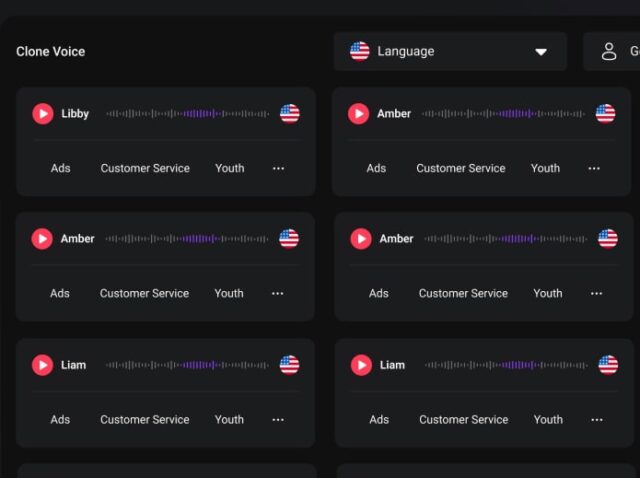 Clone Voice
Language
Libby
Amber
Ads Customer Service Youth ...
Ads Customer Service Youth ...
Amber
Amber
Ads Customer Service Youth ...
Ads Customer Service Youth ...
Liam
Liam
Ads Customer Service Youth ...
Ads Customer Service Youth ...